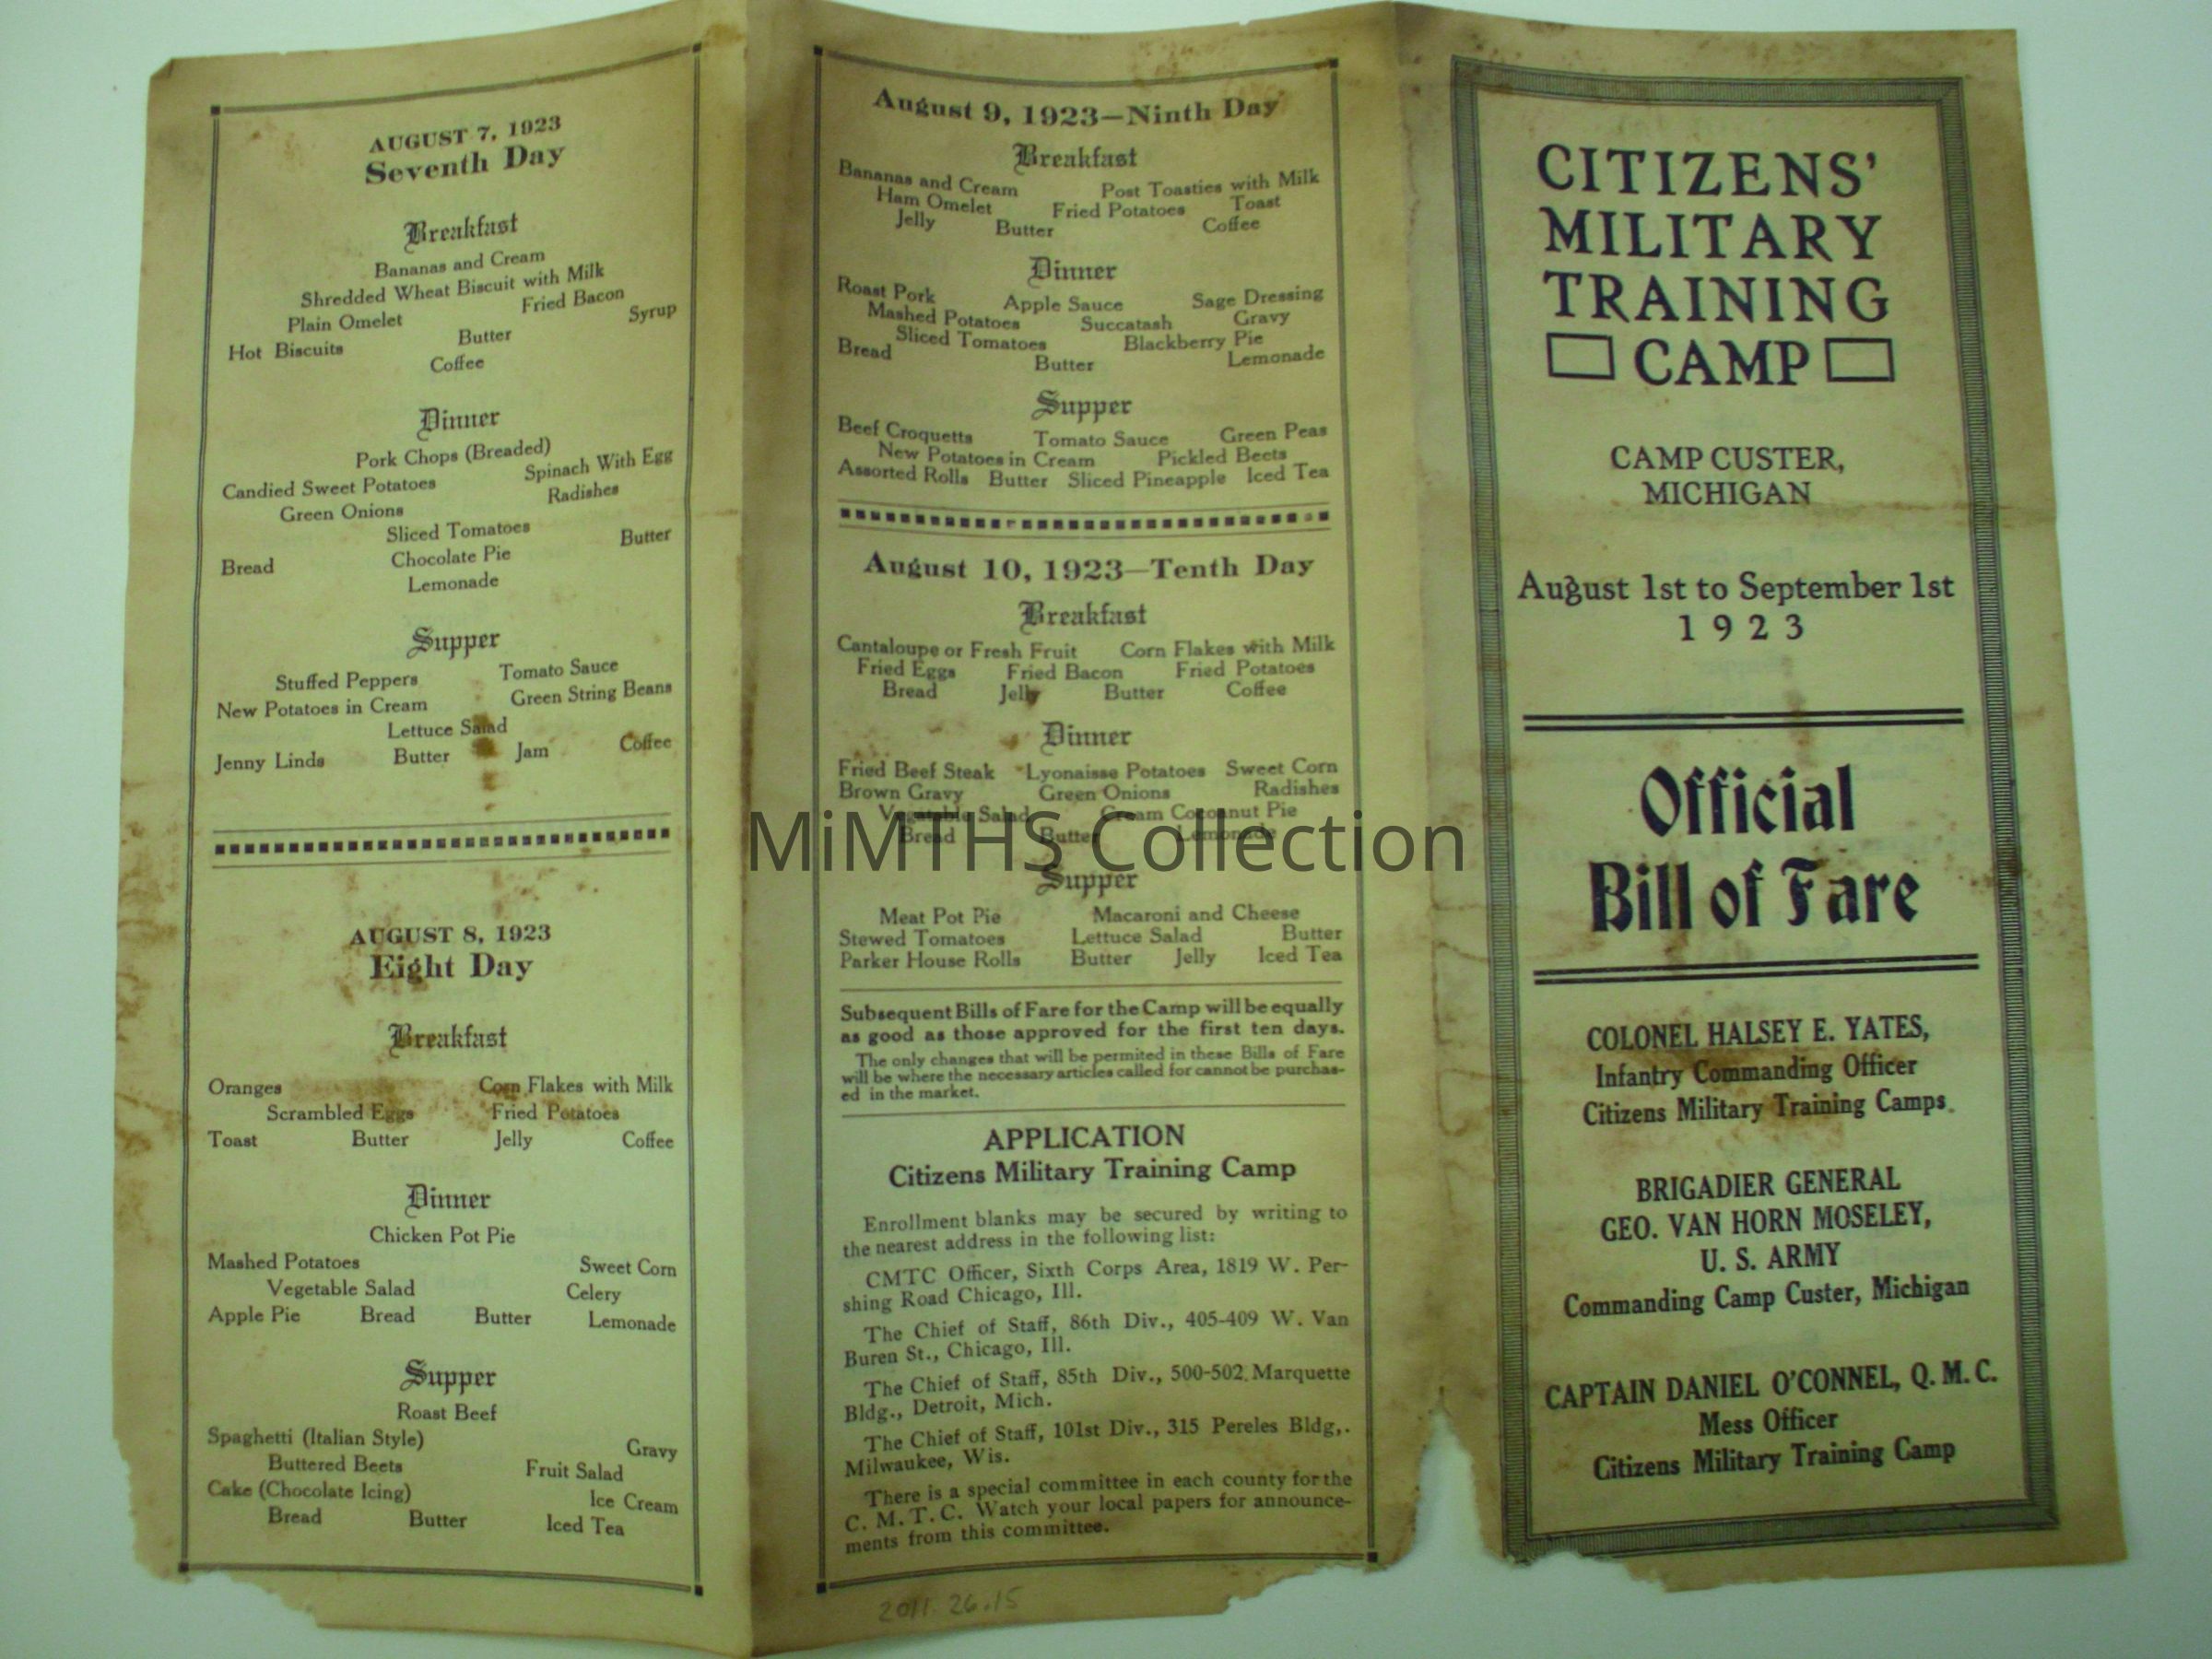 AUGUST 7, 1923
Seventh Day
Breakfast
Bananas and Cream
Shredded Wheat Biscuit with Milk
Plain Omelet Fried Bacon
Hot Biscuits Butter Syrup
Coffee
Dinner
Pork Chops (Breaded)
Candied Sweet Potatoes Spinach With Egg
Green Onions Radishes
Sliced Tomatoes
Bread Chocolate Pie Butter
Lemonade
Supper
Stuffed Peppers Tomato Sauce
New Potatoes in Cream Green String Beans
Lettuce Salad
Jenny Linds Butter Jam Coffee
AUGUST 8, 1923
Eight Day
Breakfast
Oranges Corn Flakes with Milk
Scrambled Eggs Fried Potatoes
Toast Butter Jelly Coffee
Dinner
Chicken Pot Pie
Mashed Potatoes Sweet Corn
Vegetable Salad Celery
Apple Pie Bread Butter Lemonade
Supper
Roast Beef
Spaghetti (Italian Style) Gravy
Buttered Beets Fruit Salad
Cake (Chocolate Icing) Ice Cream
Bread Butter Iced Tea
August 9, 1923—Ninth Day
Breakfast
Bananas and Cream Post Toasties with Milk
Ham Omelet Fried Potatoes Toast
Jelly Butter Coffee
Dinner
Roast Pork Apple Sauce Sage Dressing
Mashed Potatoes Succatash Gravy
Sliced Tomatoes Blackberry Pie
Bread Butter Lemonade
Supper
Beef Croquetts Tomato Sauce Green Peas
New Potatoes in Cream Pickled Beets
Assorted Rolls Butter Sliced Pineapple Iced Tea
August 10, 1923—Tenth Day
Breakfast
Cantaloupe or Fresh Fruit Corn Flakes with Milk
Fried Eggs Fried Bacon Fried Potatoes
Bread Jelly Butter Coffee
Dinner
Fried Beef Steak Lyonaisse Potatoes Sweet Corn
Brown Gravy Green Onions Radishes
Vegetable Salad Cream Cocoanut Pie
Bread Butter Lemonade
MiMTHS Collection
Supper
Meat Pot Pie Macaroni and Cheese
Stewed Tomatoes Lettuce Salad Butter
Parker House Rolls Butter Jelly Iced Tea
Subsequent Bills of Fare for the Camp will be equally
as good as those approved for the first ten days.
The only changes that will be permited in these Bills of Fare
will be where the necessary articles called for cannot be purchas-
ed in the market.
APPLICATION
Citizens Military Training Camp
Enrollment blanks may be secured by writing to
the nearest address in the following list:
CMTC Officer, Sixth Corps Area, 1819 W. Per-
shing Road Chicago, Ill.
The Chief of Staff, 86th Div., 405-409 W. Van
Buren St., Chicago, Ill.
The Chief of Staff, 85th Div., 500-502 Marquette
Bldg., Detroit, Mich.
The Chief of Staff, 101st Div., 315 Pereles Bldg,.
Milwaukee, Wis.
There is a special committee in each county for the
C. M. T. C. Watch your local papers for announce-
ments from this committee.
2011.26.15
CITIZENS'
MILITARY
TRAINING
CAMP
CAMP CUSTER,
MICHIGAN
August 1st to September 1st
1923
Official
Bill of Fare
COLONEL HALSEY E. YATES,
Infantry Commanding Officer
Citizens Military Training Camps.
BRIGADIER GENERAL
GEO. VAN HORN MOSELEY,
U. S. ARMY
Commanding Camp Custer, Michigan
CAPTAIN DANIEL O'CONNEL, Q. M. C.
Mess Officer
Citizens Military Training Camp